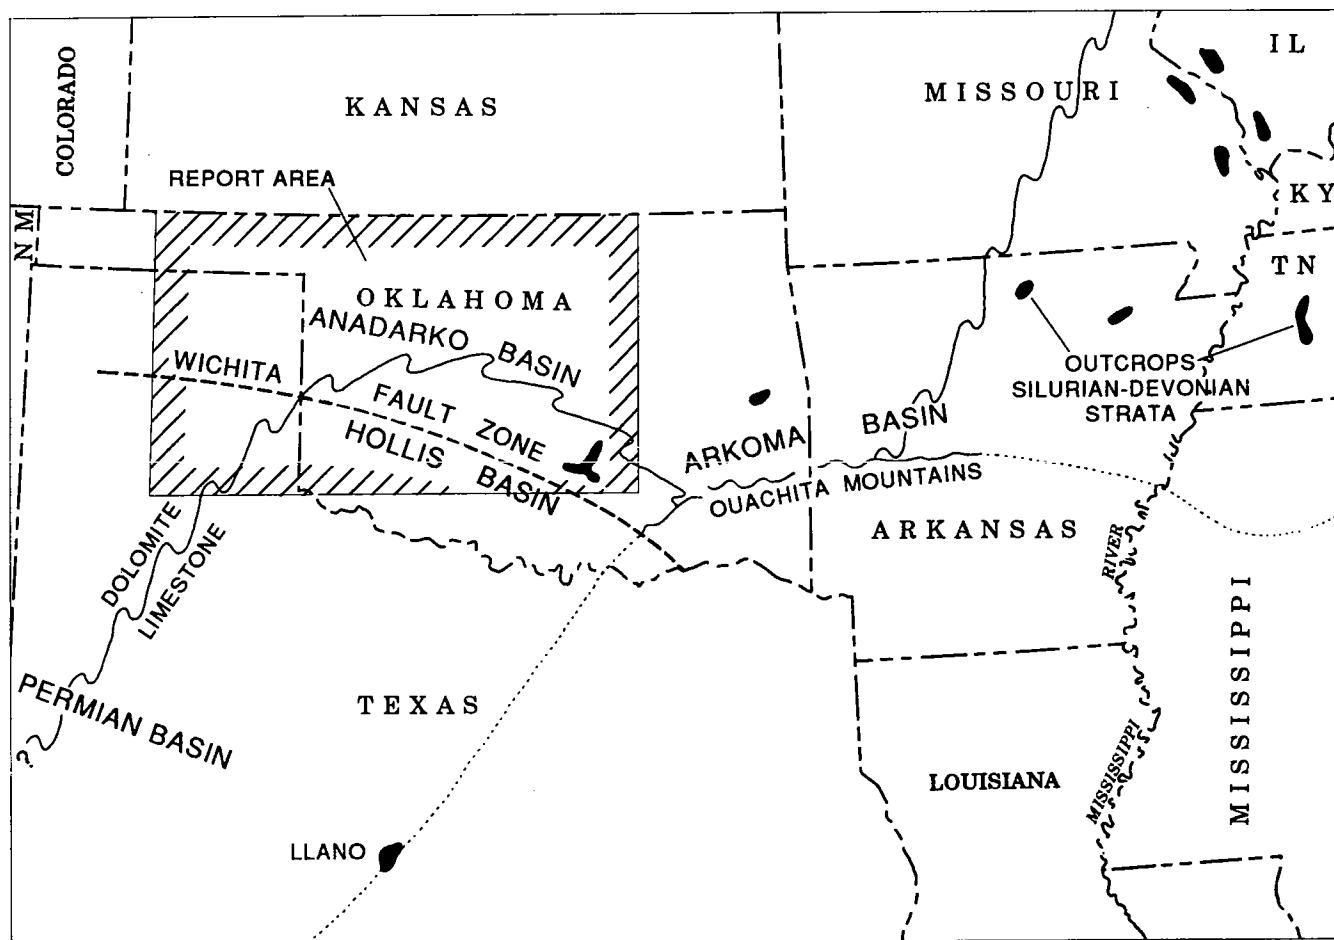 COLORADO
KANSAS
MISSOURI
IL
REPORT AREA
KY
NM
TN
OKLAHOMA
ANADARKO BASIN
WICHITA FAULT ZONE
HOLLIS BASIN
OUTCROPS
SILURIAN-DEVONIAN
STRATA
ARKOMA BASIN
OUACHITA MOUNTAINS
ARKANSAS
DOLOMITE
LIMESTONE
RIVER
PERMIAN BASIN
?
TEXAS
MISSISSIPPI
LOUISIANA
MISSISSIPPI
LLANO